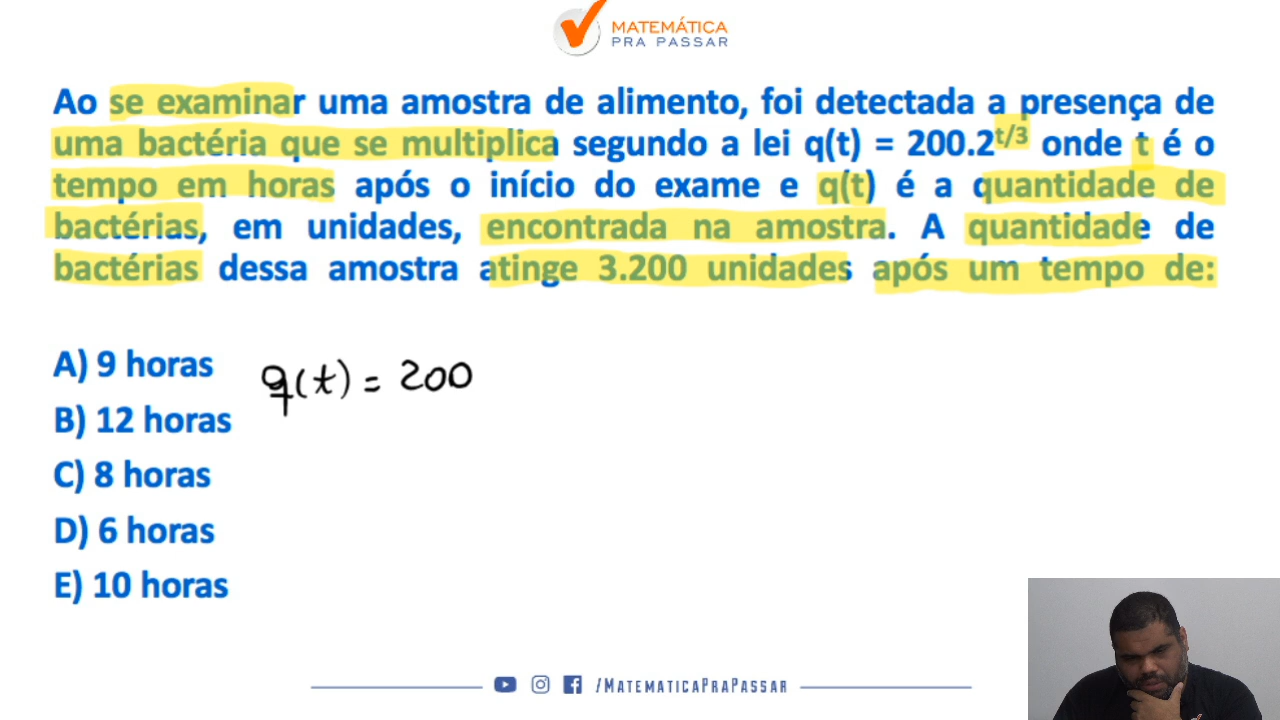 MATEMÁTICA
PRA PASSAR
Ao se examinar uma amostra de alimento, foi detectada a presença de
uma bactéria que se multiplica segundo a lei q(t) = 200.2^{t/3} onde t é o
tempo em horas após o início do exame e q(t) é a quantidade de
bactérias, em unidades, encontrada na amostra. A quantidade de
bactérias dessa amostra atinge 3.200 unidades após um tempo de:
A) 9 horas
q(t) = 200
B) 12 horas
C) 8 horas
D) 6 horas
E) 10 horas
/MATEMATICAPRAPASSAR